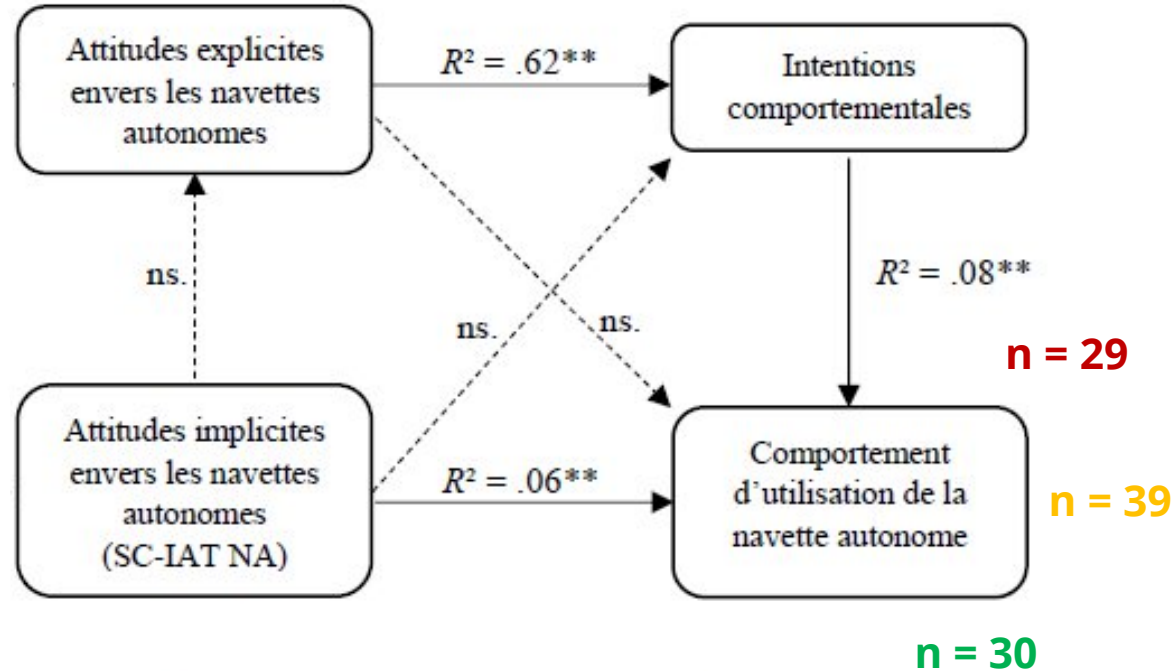 Attitudes explicites
envers les navettes
autonomes
R² = .62**
Intentions
comportementales
ns.
ns.
ns.
R² = .08**
n = 29
Attitudes implicites
envers les navettes
autonomes
(SC-IAT NA)
R² = .06**
Comportement
d’utilisation de la
navette autonome
n = 39
n = 30